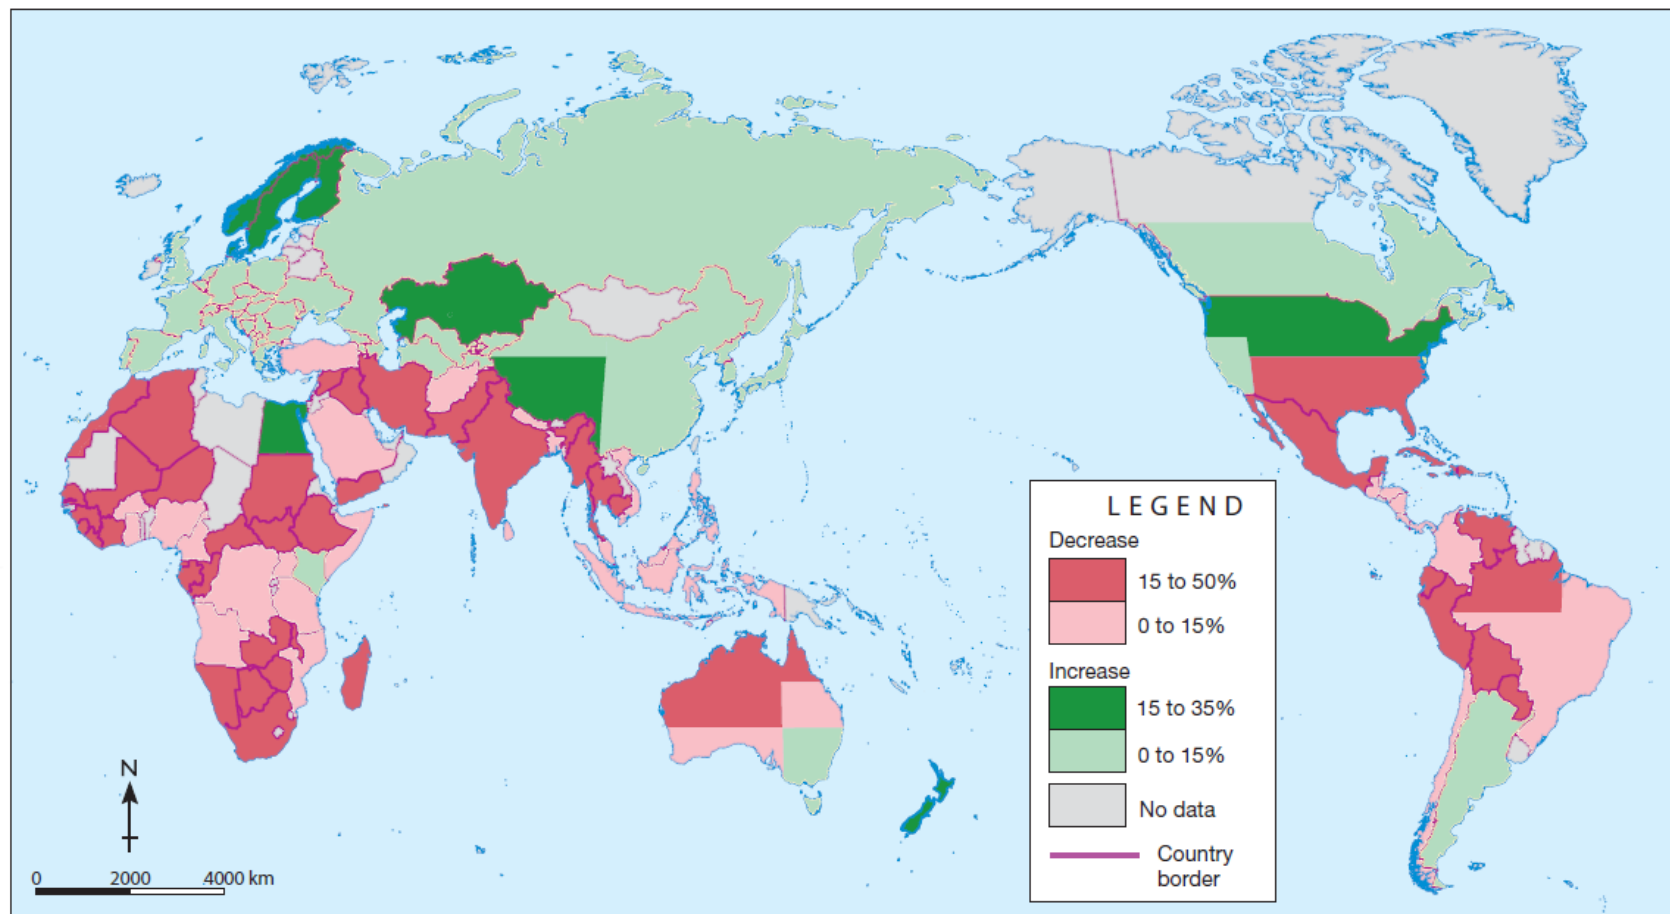 LEGEND
Decrease
15 to 50%
0 to 15%
Increase
15 to 35%
0 to 15%
No data
Country
border
N
0 2000 4000 km